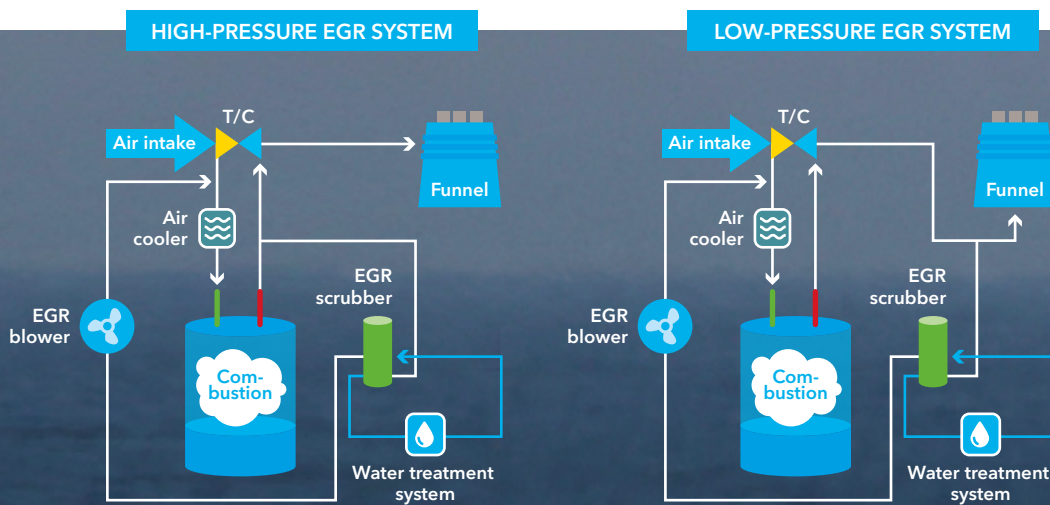 HIGH-PRESSURE EGR SYSTEM
T/C
Air intake
Funnel
Air
cooler
EGR
scrubber
EGR
blower
Com-
bustion
Water treatment
system
LOW-PRESSURE EGR SYSTEM
T/C
Air intake
Funnel
Air
cooler
EGR
scrubber
EGR
blower
Com-
bustion
Water treatment
system